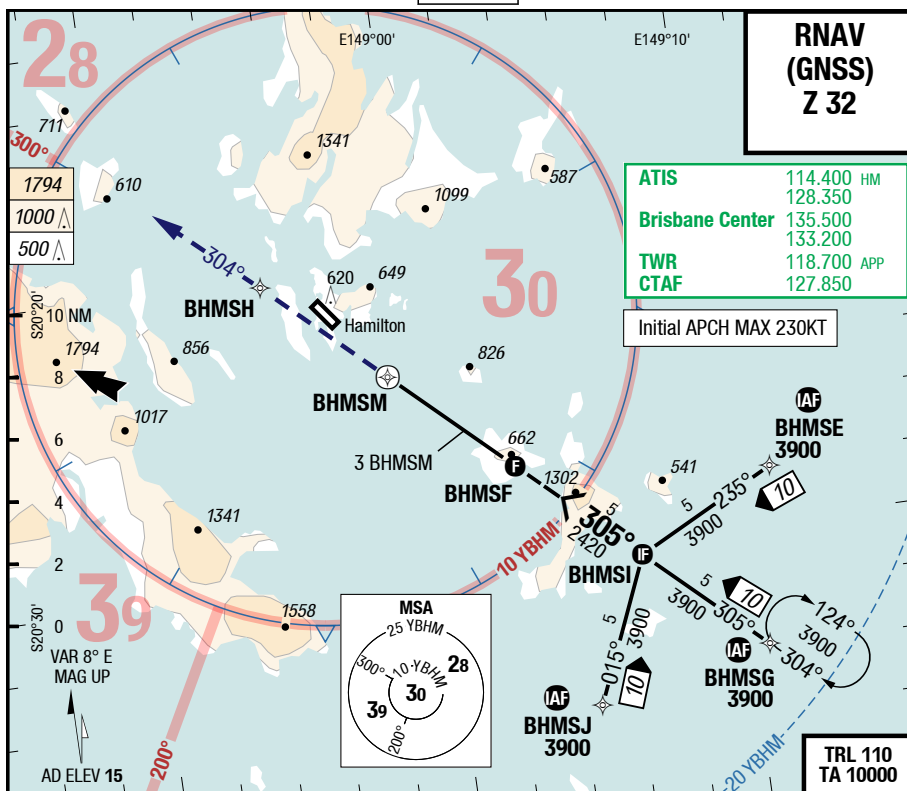 RNAV
(GNSS)
Z 32
E149°00'
E149°10'
28
711
300°
1341
587
610
1099
1794
1000
500
ATIS 114.400 HM
128.350
Brisbane Center 135.500
133.200
TWR 118.700 APP
CTAF 127.850
304°
BHMSH
620
649
30
Hamilton
S20°20'
10 NM
Initial APCH MAX 230KT
1794
856
826
8
BHMSM
IAF
BHMSE
3900
1017
6
3 BHMSM
662
F
BHMSF
1302
541
10
235°
5
3900
4
1341
5
305°
2420
10 YBHM
IF
BHMSI
2
39
5
3900
305°
10
124°
3900
304°
5
3900
015°
10
S20°30'
0
1558
MSA
25 YBHM
300°
10 YBHM
28
39
30
200°
VAR 8° E
MAG UP
IAF
BHMSG
3900
IAF
BHMSJ
3900
AD ELEV 15
200°
20 YBHM
TRL 110
TA 10000